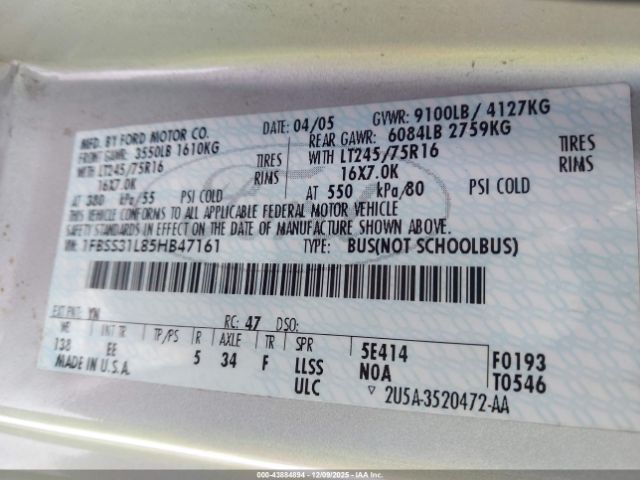 MFD. BY FORD MOTOR CO.
DATE: 04/05
GVWR: 9100LB / 4127KG
FRONT GAWR: 3550LB 1610KG
REAR GAWR: 6084LB 2759KG
WITH LT245/75R16 TIRES
WITH LT245/75R16 TIRES
16X7.0K RIMS
16X7.0K RIMS
AT 380 kPa/55 PSI COLD
AT 550 kPa/80 PSI COLD
THIS VEHICLE CONFORMS TO ALL APPLICABLE FEDERAL MOTOR VEHICLE
SAFETY STANDARDS IN EFFECT ON THE DATE OF MANUFACTURE SHOWN ABOVE.
VIN: 1FBSS31L85HB47161
TYPE: BUS(NOT SCHOOLBUS)
EXT PNT: YN RC: 47 DSO:
WB INT TR TP/PS R AXLE TR SPR
138 EE 5 34 F LLSS 5E414 F0193
MADE IN U.S.A. ULC N0A T0546
▽ 2U5A-3520472-AA
000-43884894 | 12/09/2025 - IAA, Inc.